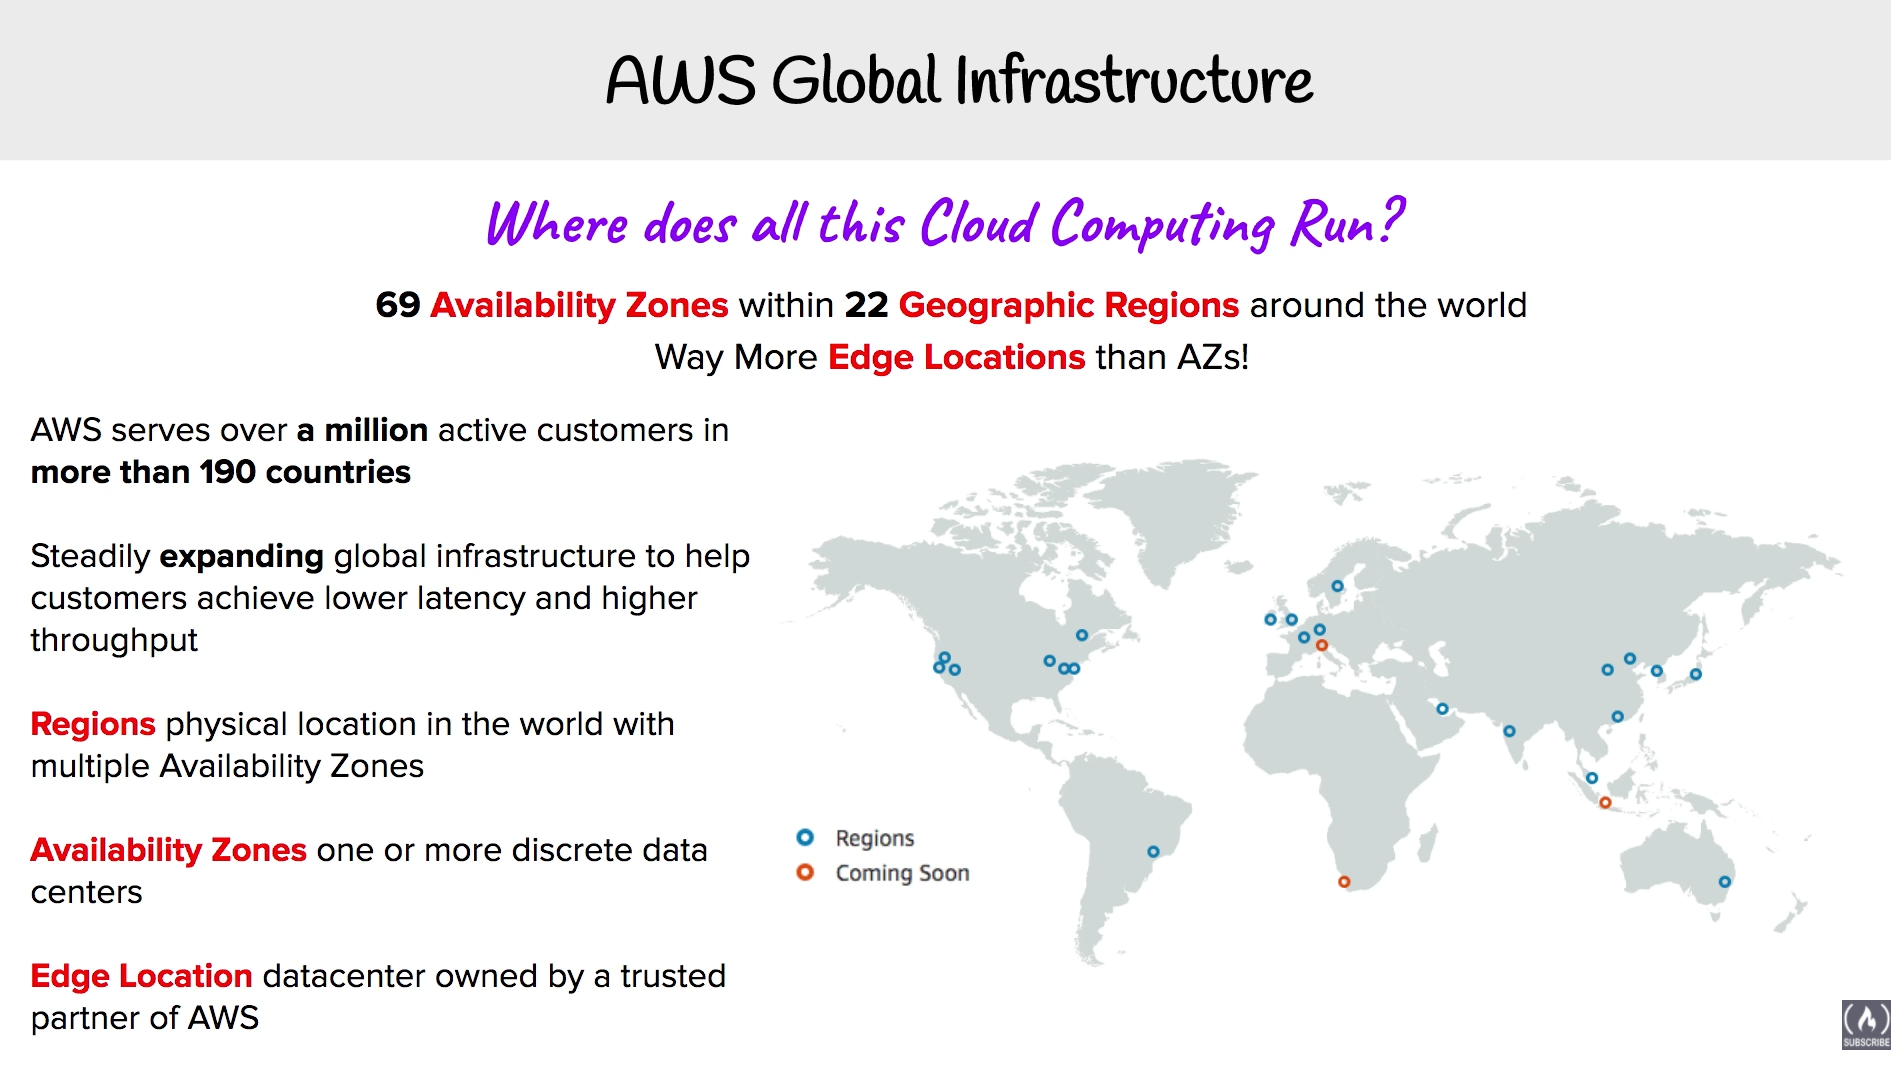 AWS Global Infrastructure
Where does all this Cloud Computing Run?
69 Availability Zones within 22 Geographic Regions around the world
Way More Edge Locations than AZs!
AWS serves over a million active customers in
more than 190 countries
Steadily expanding global infrastructure to help
customers achieve lower latency and higher
throughput
Regions physical location in the world with
multiple Availability Zones
Availability Zones one or more discrete data
centers
Edge Location datacenter owned by a trusted
partner of AWS
Regions
Coming Soon
SUBSCRIBE